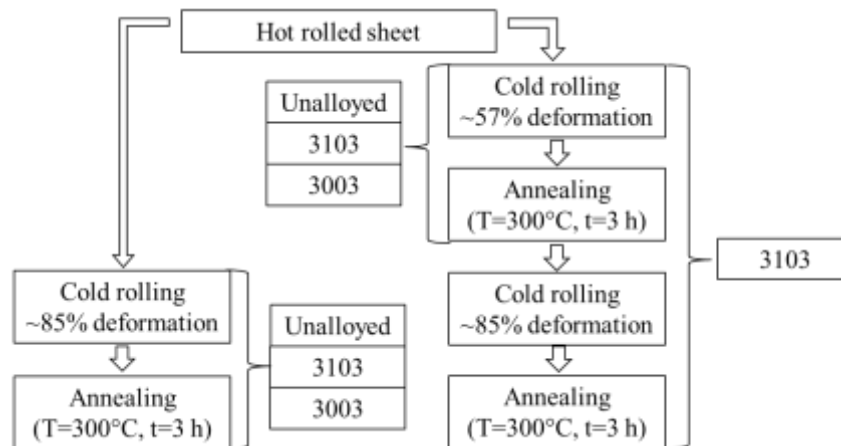 Hot rolled sheet
Cold rolling
~57% deformation
Unalloyed
3103
3003
Annealing
(T=300°C, t=3 h)
3103
Cold rolling
~85% deformation
Cold rolling
~85% deformation
Unalloyed
3103
3003
Annealing
(T=300°C, t=3 h)
Annealing
(T=300°C, t=3 h)